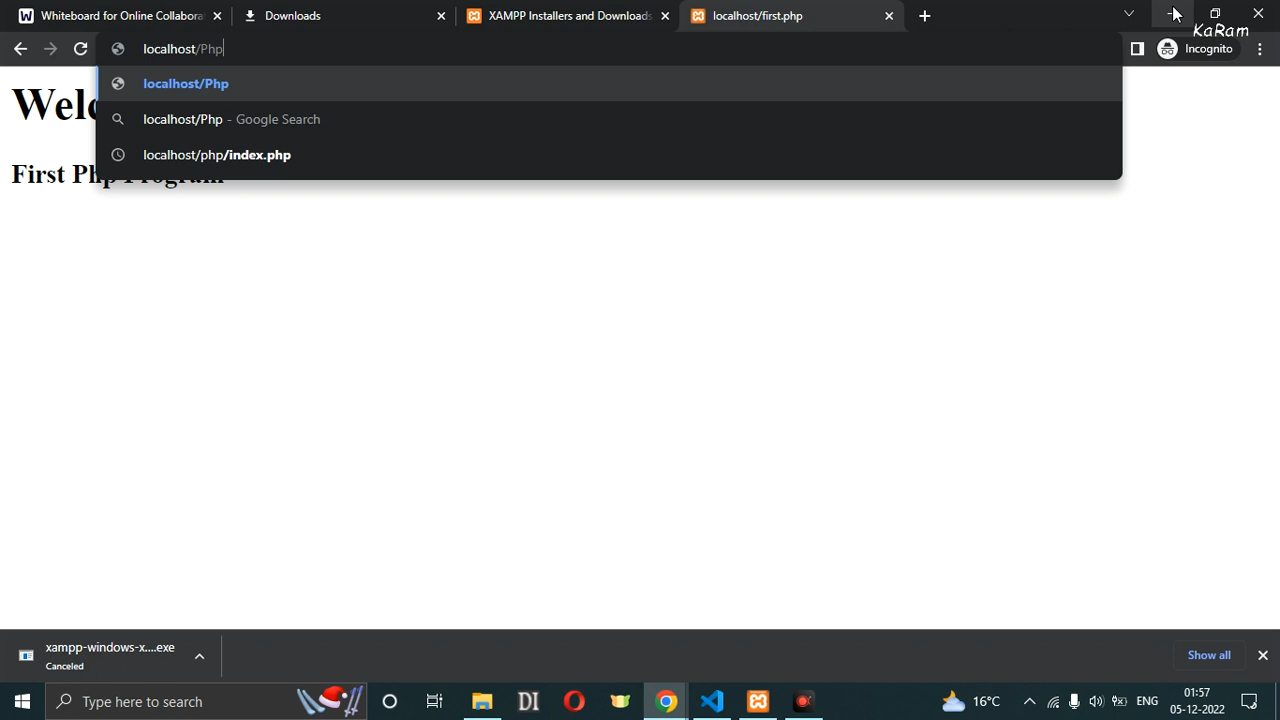 Whiteboard for Online Collabora
Downloads
XAMPP Installers and Downloads
localhost/first.php
KaRam
localhost/Php
Incognito
localhost/Php
localhost/Php - Google Search
localhost/php/index.php
First Php Program
xampp-windows-x....exe
Canceled
Show all
Type here to search
DI
16°C
ENG
01:57
05-12-2022